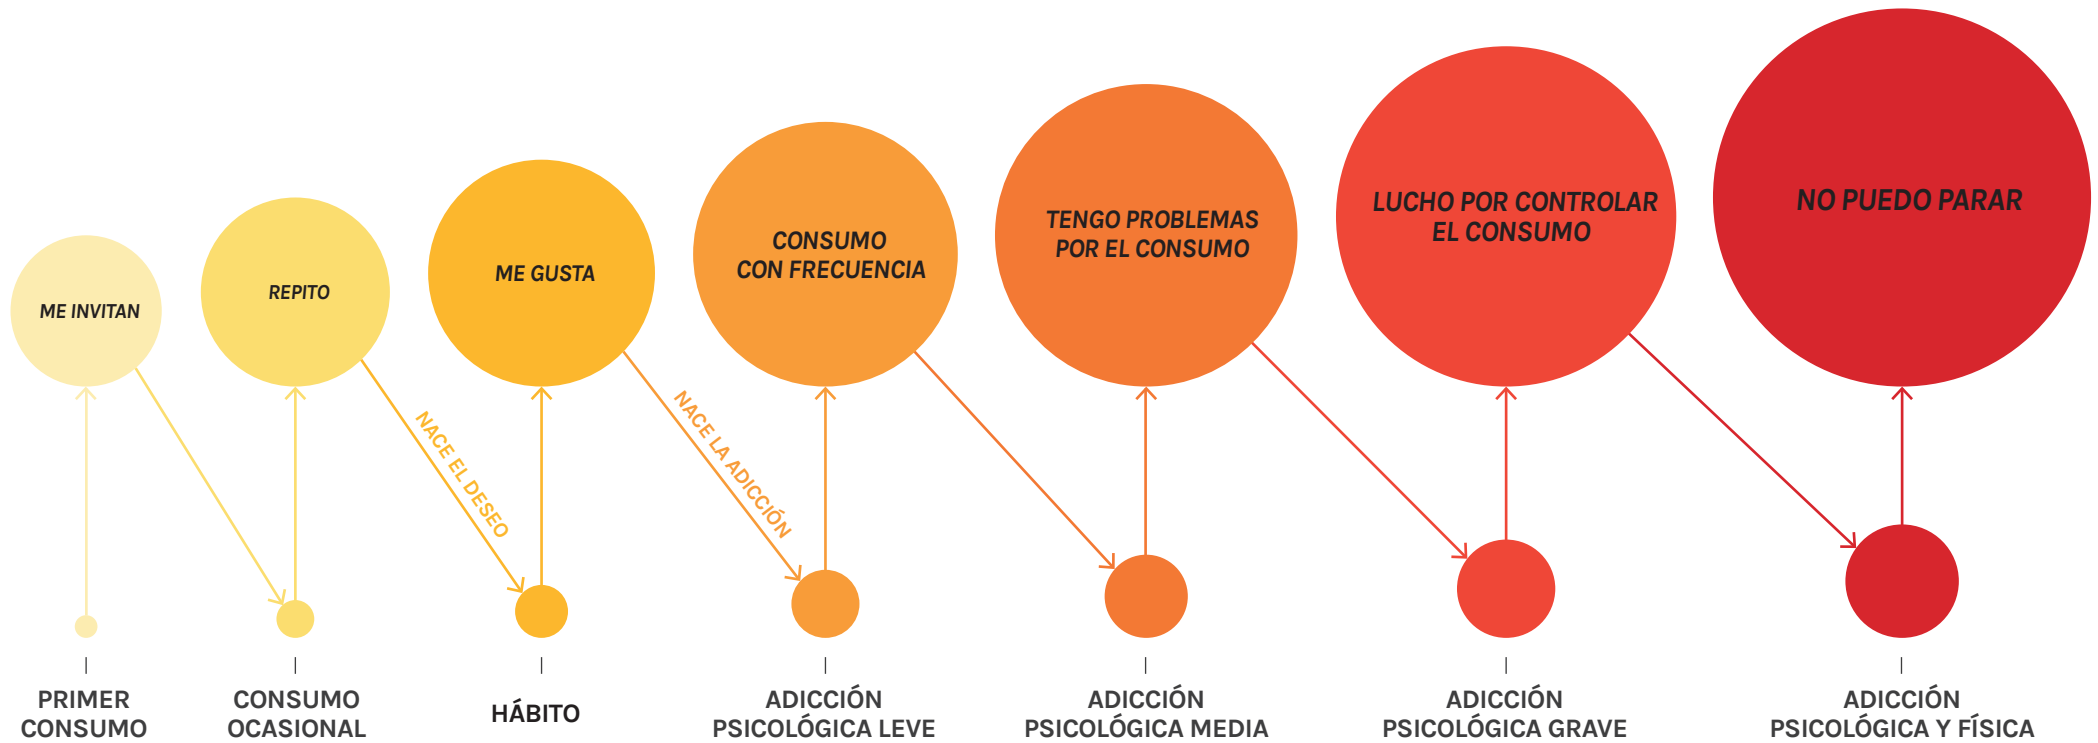 ME INVITAN
REPITO
ME GUSTA
CONSUMO
CON FRECUENCIA
TENGO PROBLEMAS
POR EL CONSUMO
LUCHO POR CONTROLAR
EL CONSUMO
NO PUEDO PARAR
NACE EL DESEO
NACE LA ADICCIÓN
PRIMER
CONSUMO
CONSUMO
OCASIONAL
HÁBITO
ADICCIÓN
PSICOLÓGICA LEVE
ADICCIÓN
PSICOLÓGICA MEDIA
ADICCIÓN
PSICOLÓGICA GRAVE
ADICCIÓN
PSICOLÓGICA Y FÍSICA